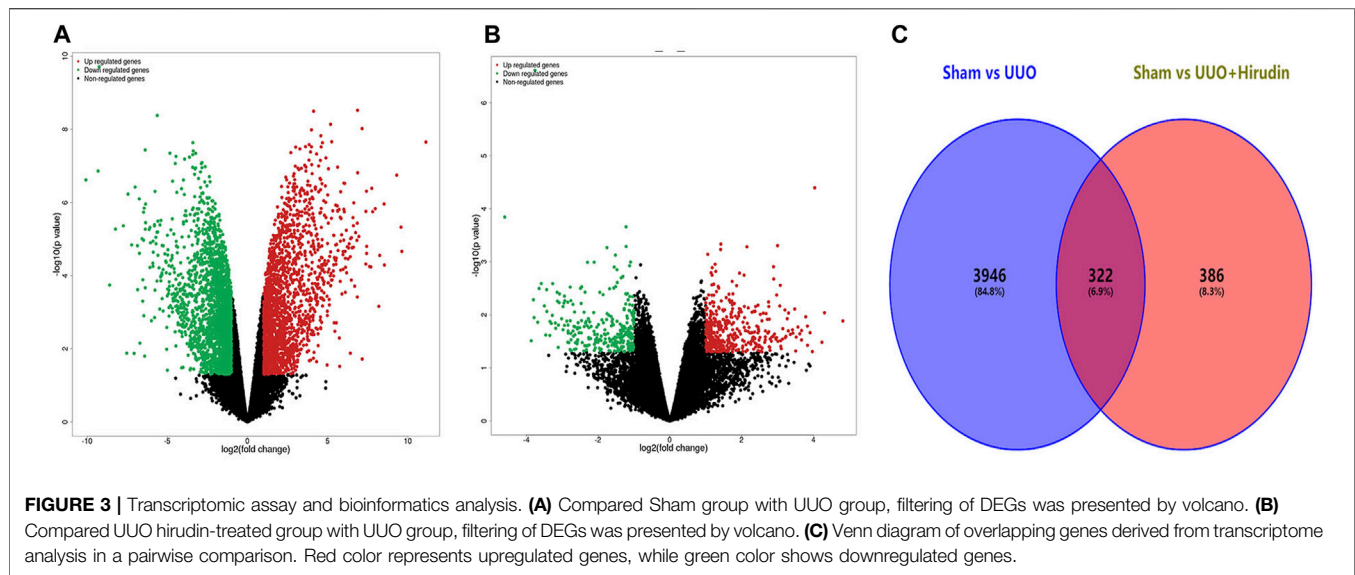 A
B
C
Up regulated genes
Down regulated genes
Non-regulated genes
-log10(p value)
10
8
6
4
2
0
-10
-5
0
5
10
log2(fold change)
Up regulated genes
Down regulated genes
Non-regulated genes
-log10(p value)
6
5
4
3
2
1
0
-4
-2
0
2
4
log2(fold change)
Sham vs UUO
Sham vs UUO+Hirudin
3946
(84.8%)
322
(6.9%)
386
(8.3%)
FIGURE 3 | Transcriptomic assay and bioinformatics analysis. (A) Compared Sham group with UUO group, filtering of DEGs was presented by volcano. (B)
Compared UUO hirudin-treated group with UUO group, filtering of DEGs was presented by volcano. (C) Venn diagram of overlapping genes derived from transcriptome
analysis in a pairwise comparison. Red color represents upregulated genes, while green color shows downregulated genes.